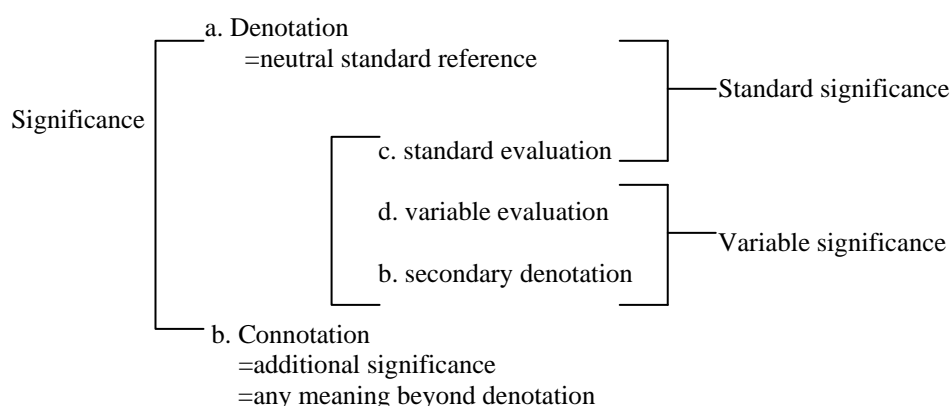 a. Denotation
=neutral standard reference
Standard significance
Significance
c. standard evaluation
d. variable evaluation
Variable significance
b. secondary denotation
b. Connotation
=additional significance
=any meaning beyond denotation